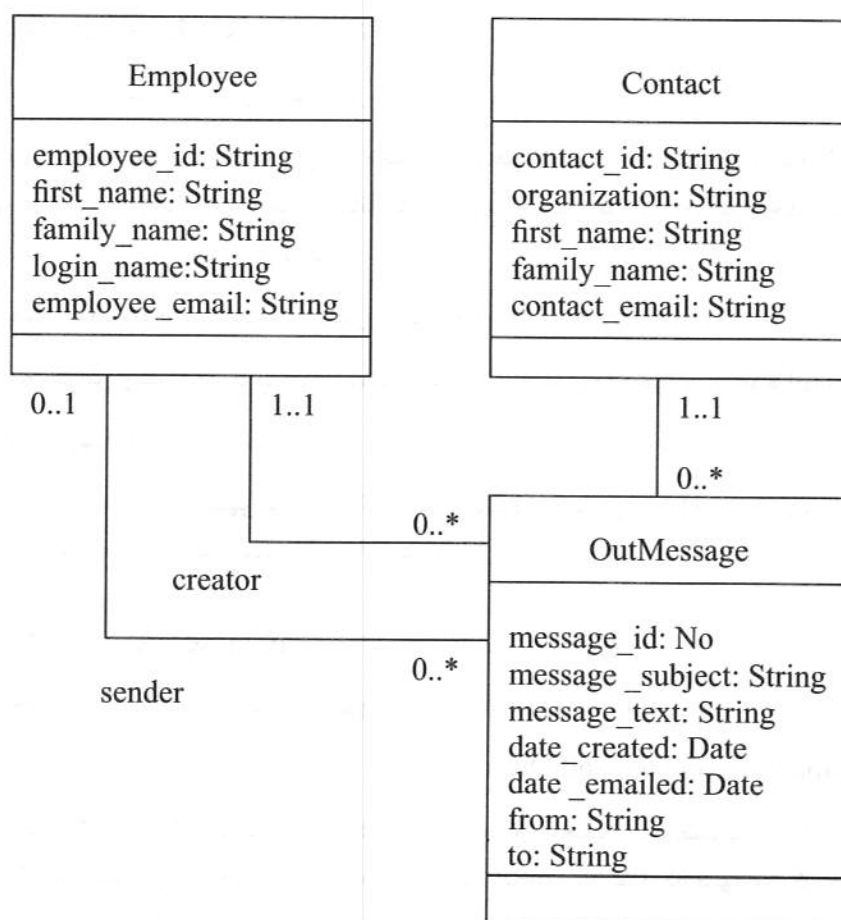 Employee
employee_id: String
first_name: String
family_name: String
login_name:String
employee_email: String
Contact
contact_id: String
organization: String
first_name: String
family_name: String
contact_email: String
0..1
1..1
1..1
0..*
0..*
creator
0..*
sender
OutMessage
message_id: No
message _subject: String
message_text: String
date_created: Date
date _emailed: Date
from: String
to: String